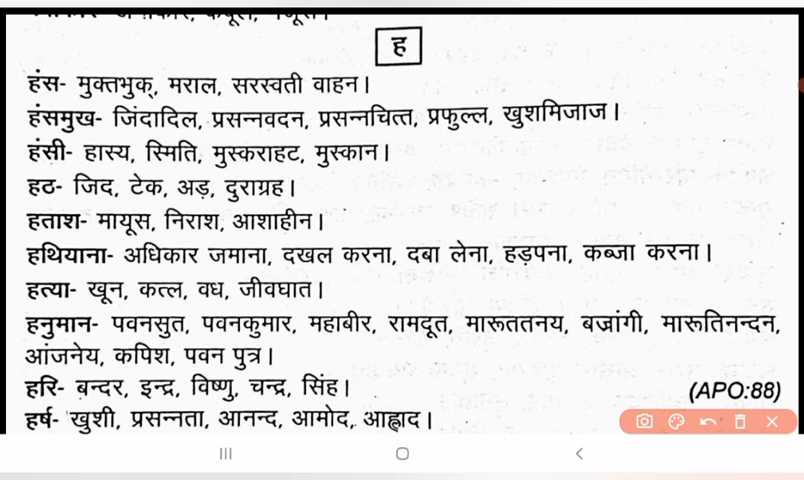 ह
हंस- मुक्तभुक्, मराल, सरस्वती वाहन।
हंसमुख- जिंदादिल, प्रसन्नवदन, प्रसन्नचित्त, प्रफुल्ल, खुशमिजाज।
हंसी- हास्य, स्मिति, मुस्कराहट, मुस्कान।
हठ- जिद, टेक, अड़, दुराग्रह।
हताश- मायूस, निराश, आशाहीन।
हथियाना- अधिकार जमाना, दखल करना, दबा लेना, हड़पना, कब्जा करना।
हत्या- खून, कत्ल, वध, जीवघात।
हनुमान- पवनसुत, पवनकुमार, महाबीर, रामदूत, मारूततनय, बज्रांगी, मारूतिनन्दन,
आंजनेय, कपिश, पवन पुत्र।
हरि- बन्दर, इन्द्र, विष्णु, चन्द्र, सिंह। (APO:88)
हर्ष- खुशी, प्रसन्नता, आनन्द, आमोद, आह्लाद।